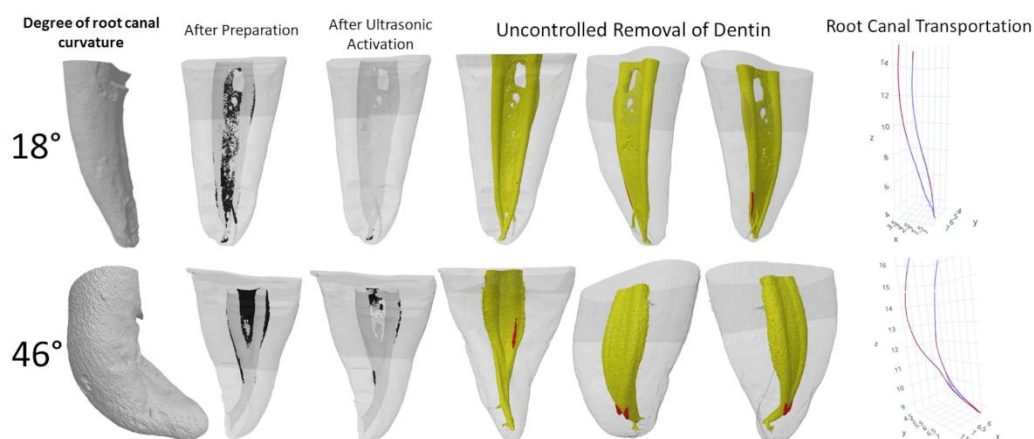 Degree of root canal
curvature
After Preparation
After Ultrasonic
Activation
Uncontrolled Removal of Dentin
Root Canal Transportation
18°
14
12
10
z
8
6
4
x
y
46°
16
15
14
z
13
12
11
10
9
y
x